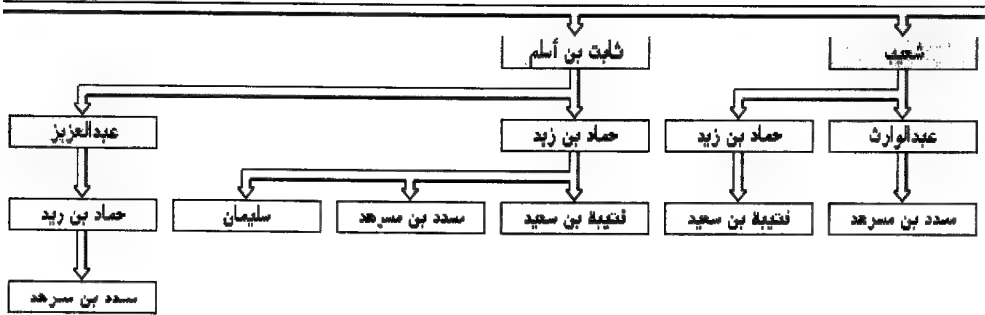 شعيب
ثابت بن أسلم
عبدالوارث
حماد بن زيد
حماد بن زيد
عبدالعزيز
مسدد بن مسرهد
قتيبة بن سعيد
قتيبة بن سعيد
مسدد بن مسرهد
سليمان
حماد بن ريد
مسدد بن مسرهد